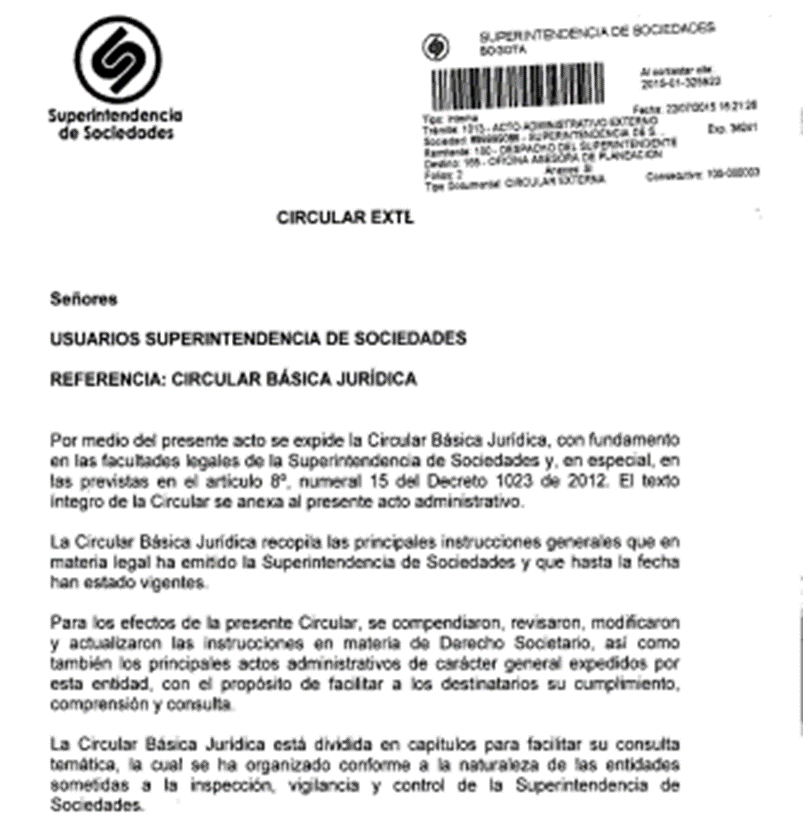 Superintendencia
de Sociedades
SUPERINTENDENCIA DE SOCIEDADES
BOGOTA
Al contestar cite:
2015-01-
Tipo: Interna Fecha: 22/07/2015 16:21:28
Trámite: 1013 - ACTO ADMINISTRATIVO EXTERNO
Sociedad: - SUPERINTENDENCIA DE S... Exp.
Remitente: 100 - DESPACHO DEL SUPERINTENDENTE
Destino: 165 - OFICINA ASESORA DE PLANEACION
Folios: 2 Anexos: SI
Tipo Documental: CIRCULAR EXTERNA Consecutivo: 100-000003
CIRCULAR EXTE
Señores
USUARIOS SUPERINTENDENCIA DE SOCIEDADES
REFERENCIA: CIRCULAR BÁSICA JURÍDICA
Por medio del presente acto se expide la Circular Básica Jurídica, con fundamento
en las facultades legales de la Superintendencia de Sociedades y, en especial, en
las previstas en el artículo 8º, numeral 15 del Decreto 1023 de 2012. El texto
íntegro de la Circular se anexa al presente acto administrativo.
La Circular Básica Jurídica recopila las principales instrucciones generales que en
materia legal ha emitido la Superintendencia de Sociedades y que hasta la fecha
han estado vigentes.
Para los efectos de la presente Circular, se compendiaron, revisaron, modificaron
y actualizaron las instrucciones en materia de Derecho Societario, así como
también los principales actos administrativos de carácter general expedidos por
esta entidad, con el propósito de facilitar a los destinatarios su cumplimiento,
comprensión y consulta.
La Circular Básica Jurídica está dividida en capítulos para facilitar su consulta
temática, la cual se ha organizado conforme a la naturaleza de las entidades
sometidas a la inspección, vigilancia y control de la Superintendencia de
Sociedades.